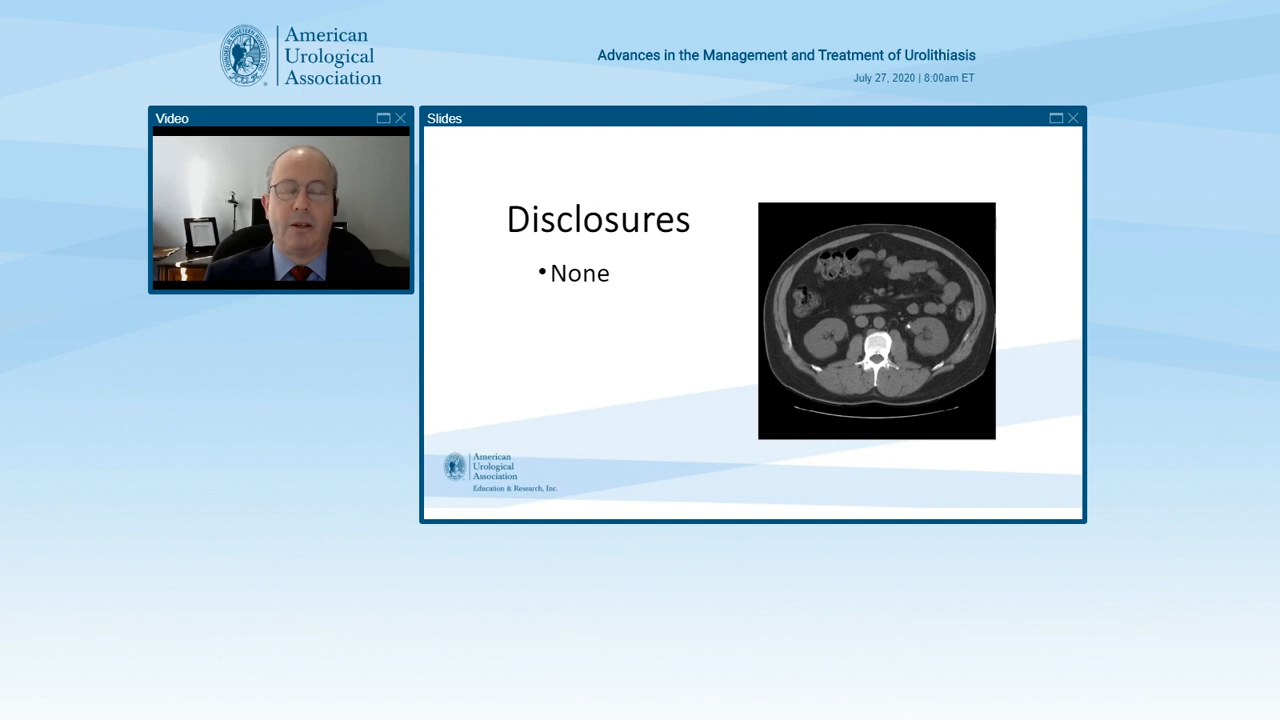 American
Urological
Association
Advances in the Management and Treatment of Urolithiasis
July 27, 2020 | 8:00am ET
Video
Slides
Disclosures
•None
American
Urological
Association
Education & Research, Inc.